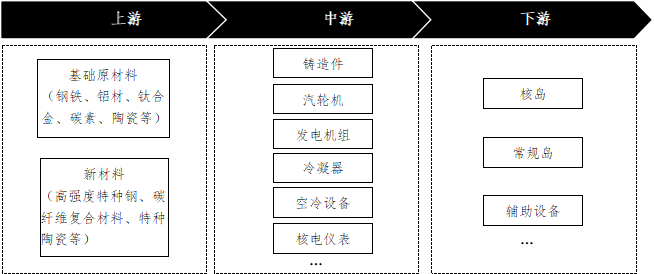 上游
中游
下游
基础原材料
（钢铁、铝材、钛合
金、碳素、陶瓷等）
新材料
（高强度特种钢、碳
纤维复合材料、特种
陶瓷等）
铸造件
汽轮机
发电机组
冷凝器
空冷设备
核电仪表
…
核岛
常规岛
辅助设备
…